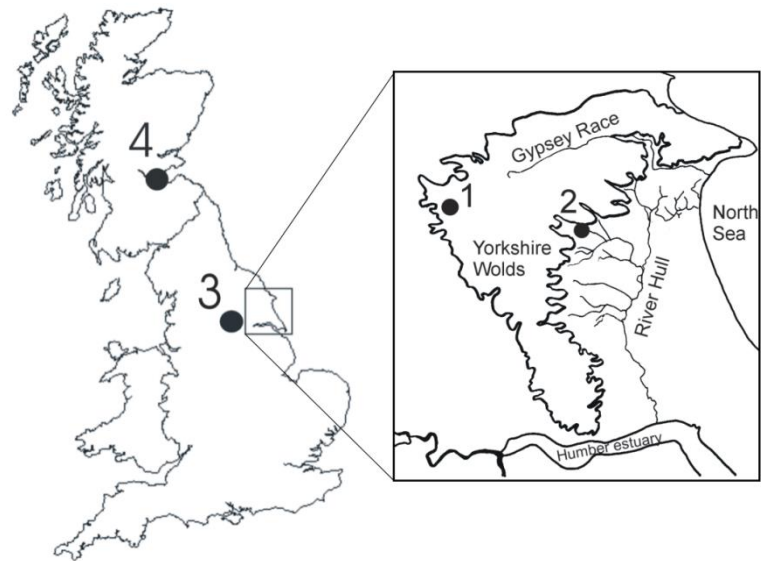 4
3
Gypsey Race
1
2
North
Sea
Yorkshire
Wolds
River Hull
Humber estuary